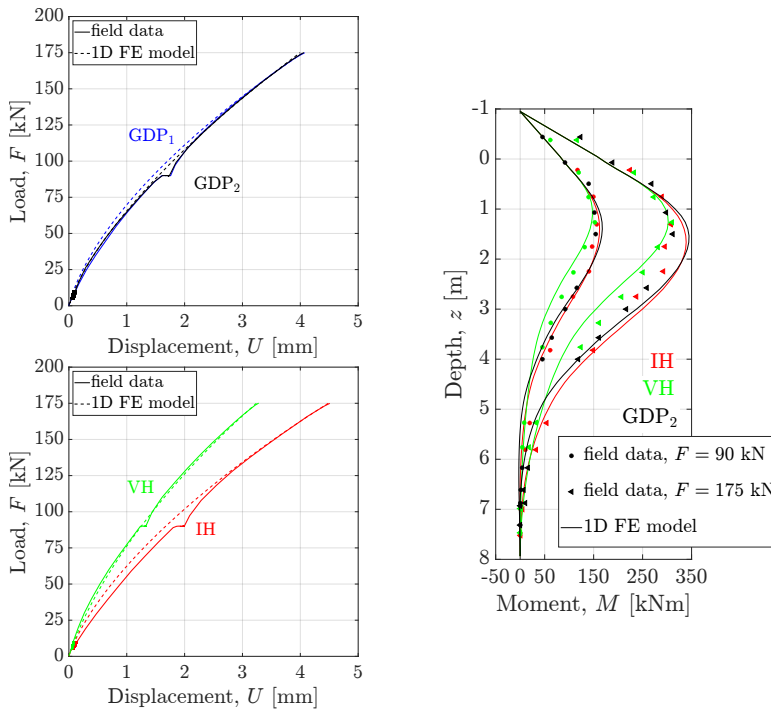 200
175
150
125
100
75
50
25
0
Load, F [kN]
field data
1D FE model
GDP1
GDP2
0 1 2 3 4 5
Displacement, U [mm]
200
175
150
125
100
75
50
25
0
Load, F [kN]
field data
1D FE model
VH
IH
0 1 2 3 4 5
Displacement, U [mm]
-1
0
1
2
3
4
5
6
7
8
Depth, z [m]
IH
VH
GDP2
field data, F = 90 kN
field data, F = 175 kN
1D FE model
-50 0 50 150 250 350
Moment, M [kNm]